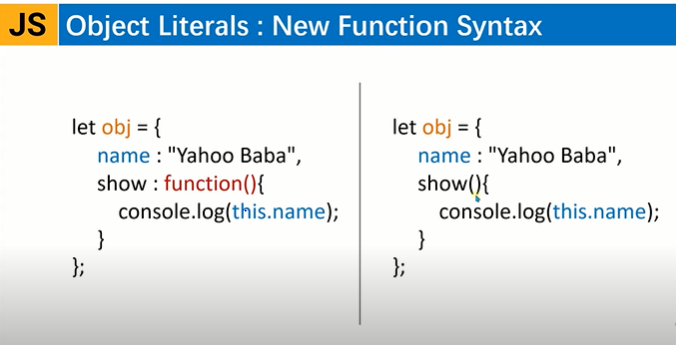 JS Object Literals : New Function Syntax
let obj = {
name : "Yahoo Baba",
show : function(){
console.log(this.name);
}
};
let obj = {
name : "Yahoo Baba",
show(){
console.log(this.name);
}
};